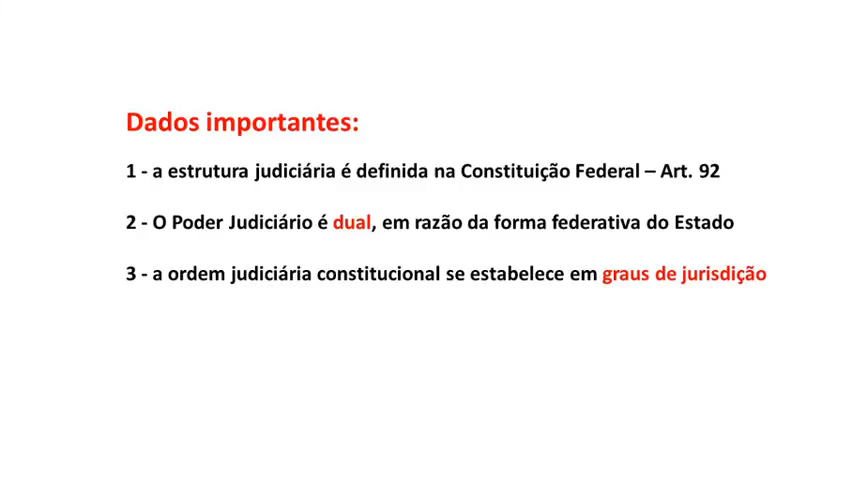 Dados importantes:
1 - a estrutura judiciária é definida na Constituição Federal – Art. 92
2 - O Poder Judiciário é dual, em razão da forma federativa do Estado
3 - a ordem judiciária constitucional se estabelece em graus de jurisdição